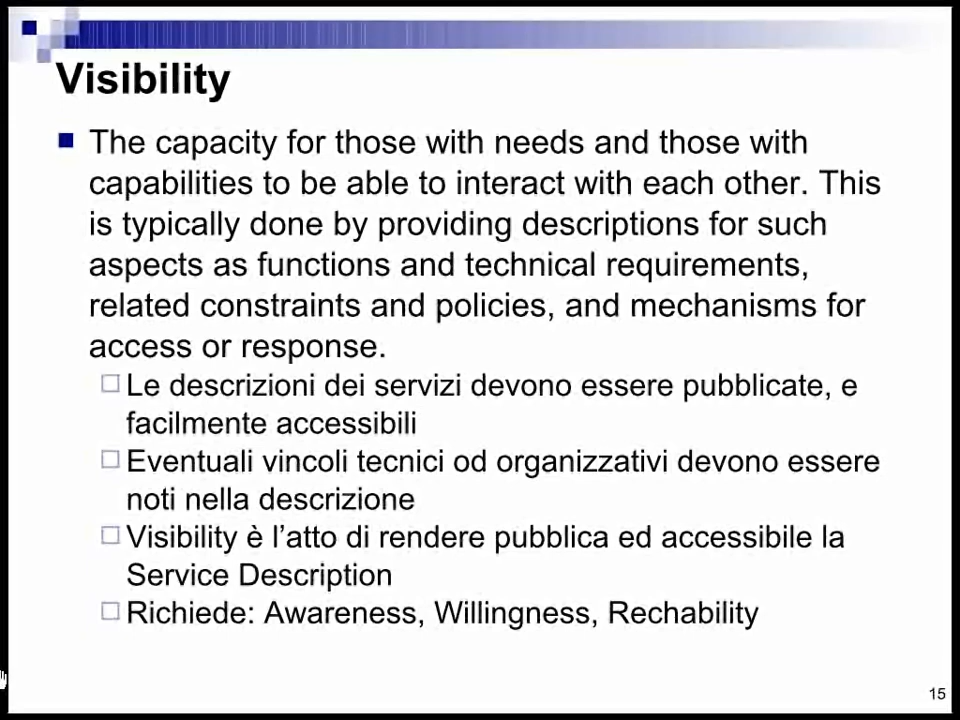 Visibility
The capacity for those with needs and those with
capabilities to be able to interact with each other. This
is typically done by providing descriptions for such
aspects as functions and technical requirements,
related constraints and policies, and mechanisms for
access or response.
Le descrizioni dei servizi devono essere pubblicate, e
facilmente accessibili
Eventuali vincoli tecnici od organizzativi devono essere
noti nella descrizione
Visibility è l’atto di rendere pubblica ed accessibile la
Service Description
Richiede: Awareness, Willingness, Rechability
15